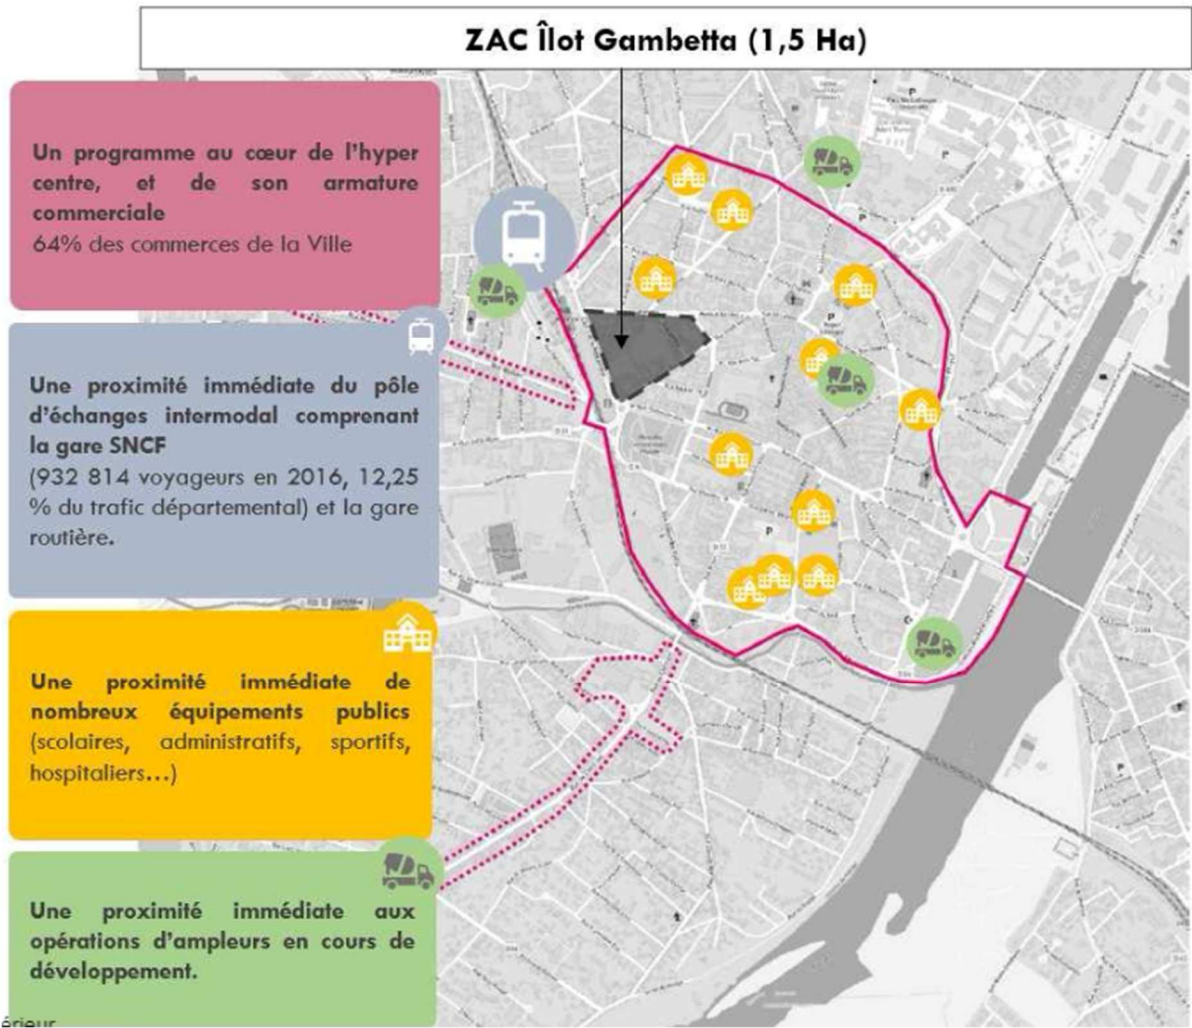 ZAC Îlot Gambetta (1,5 Ha)
Un programme au cœur de l'hyper
centre, et de son armature
commerciale
64% des commerces de la Ville
Une proximité immédiate du pôle
d'échanges intermodal comprenant
la gare SNCF
(932 814 voyageurs en 2016, 12,25
% du trafic départemental) et la gare
routière.
Une proximité immédiate de
nombreux équipements publics
(scolaires, administratifs, sportifs,
hospitaliers...)
Une proximité immédiate aux
opérations d'ampleurs en cours de
développement.
érieur